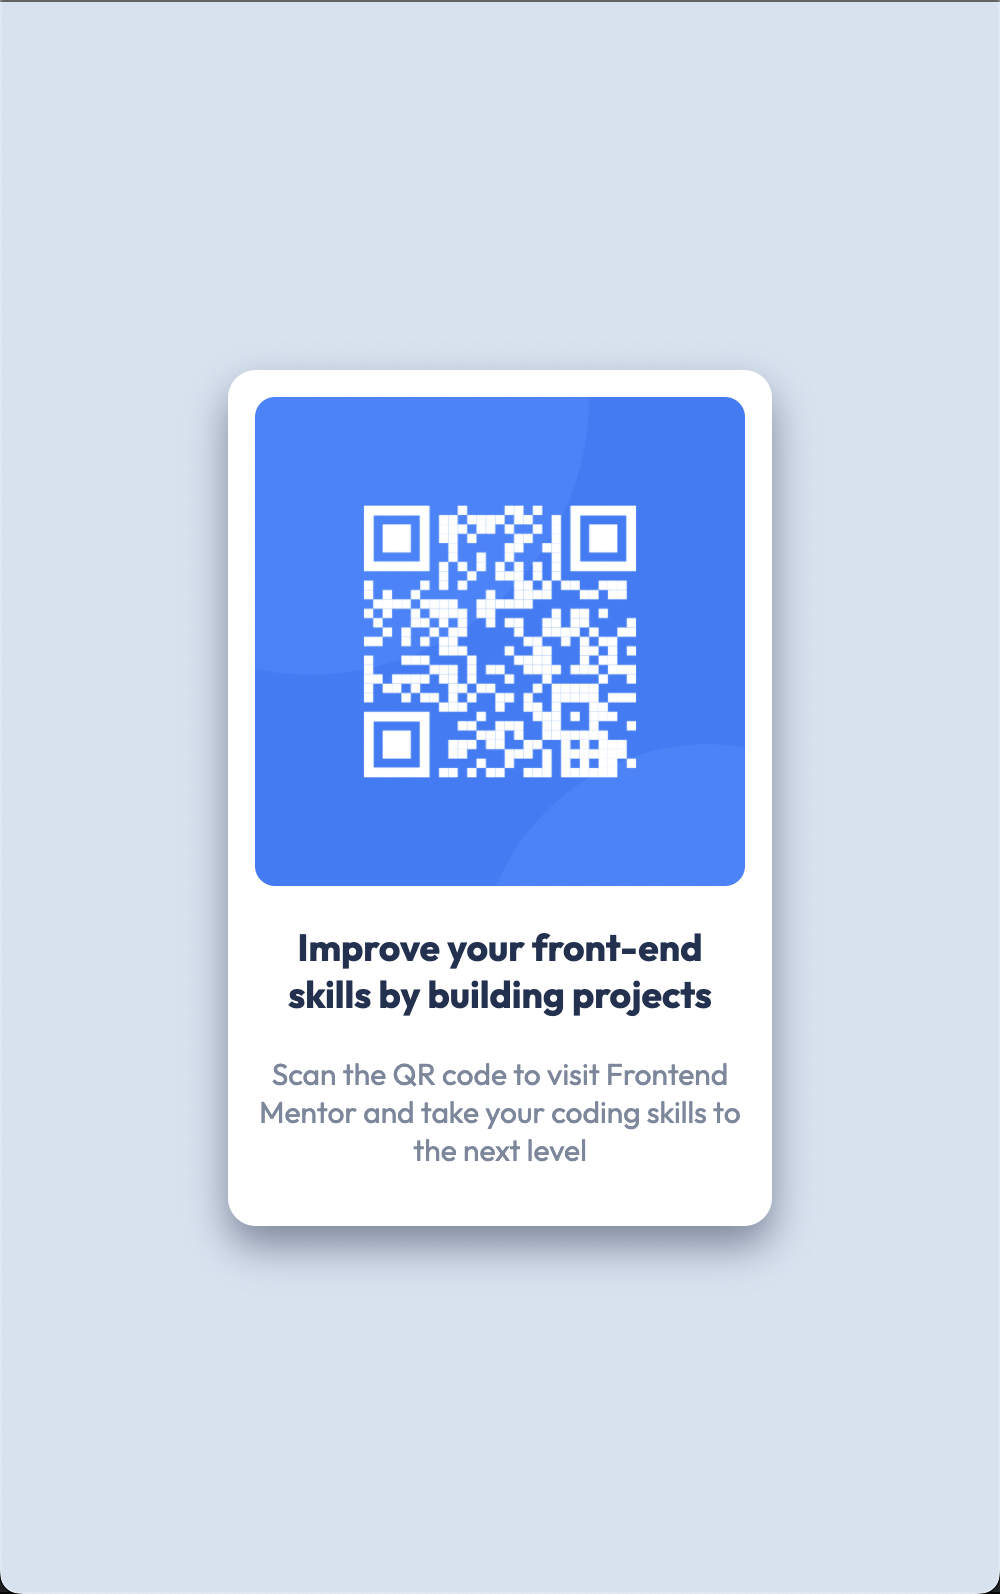 Improve your front-end
skills by building projects
Scan the QR code to visit Frontend
Mentor and take your coding skills to
the next level